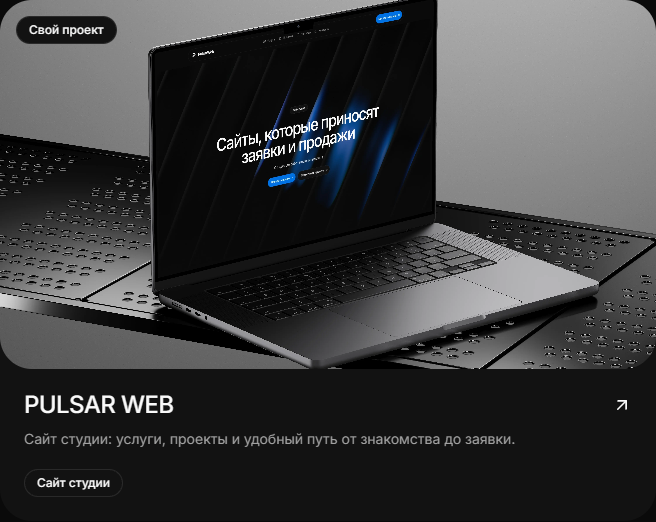 Свой проект
Сайты, которые приносят
заявки и продажи
PULSAR WEB
Сайт студии: услуги, проекты и удобный путь от знакомства до заявки.
Сайт студии